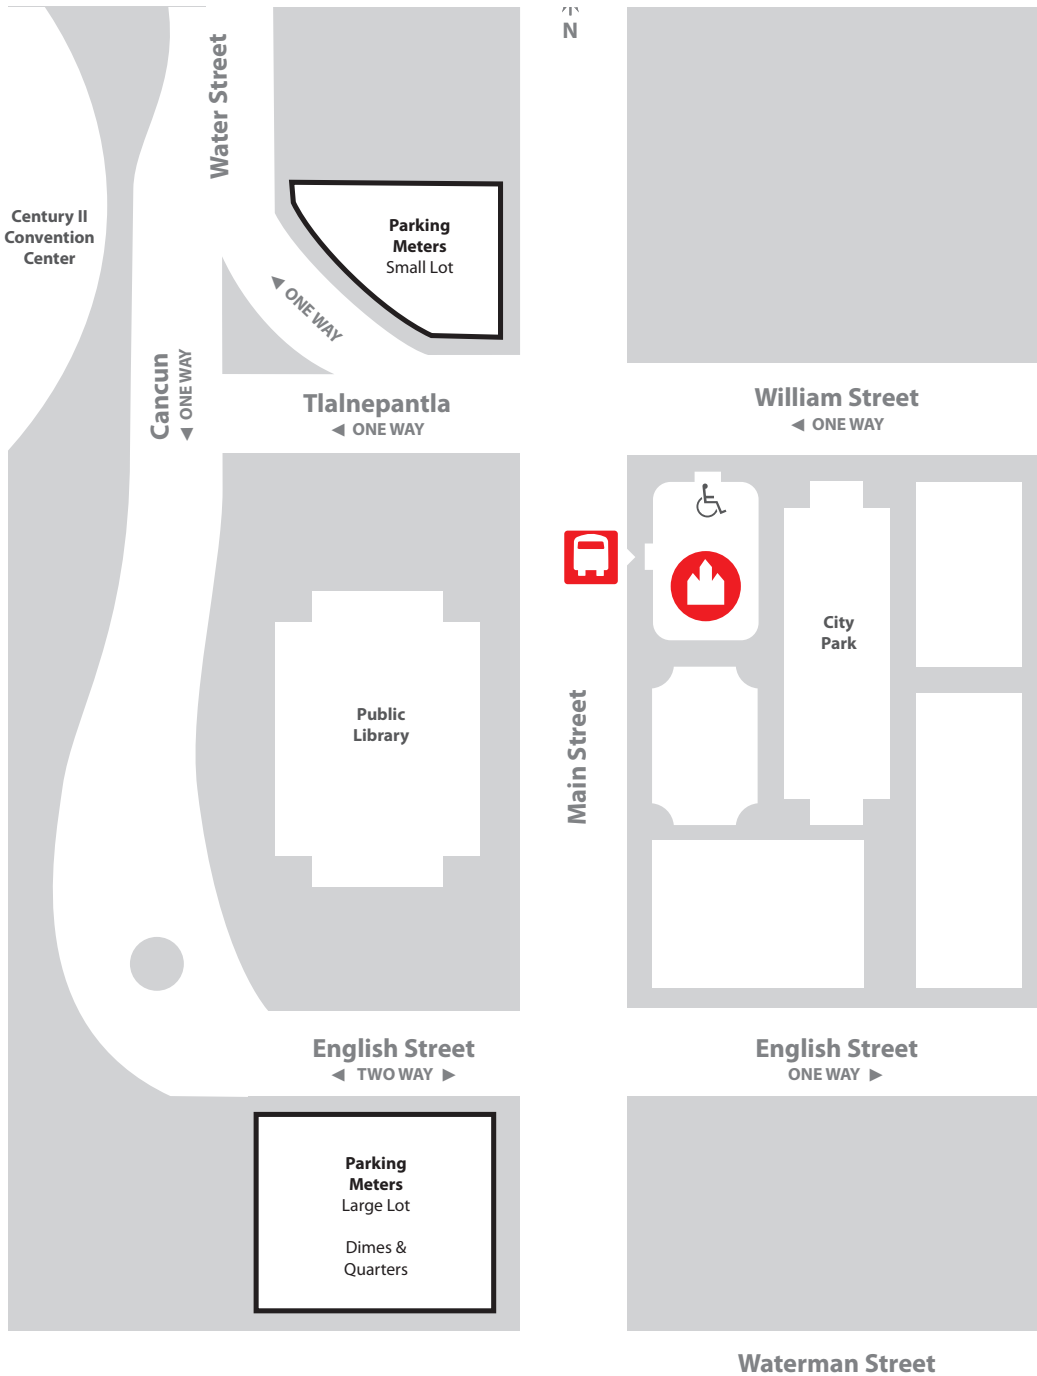 N
Water Street
Century II
Convention
Center
Parking
Meters
Small Lot
ONE WAY
Cancun
ONE WAY
Tlalnepantla
ONE WAY
William Street
ONE WAY
City
Park
Public
Library
Main Street
English Street
TWO WAY
English Street
ONE WAY
Parking
Meters
Large Lot
Dimes &
Quarters
Waterman Street